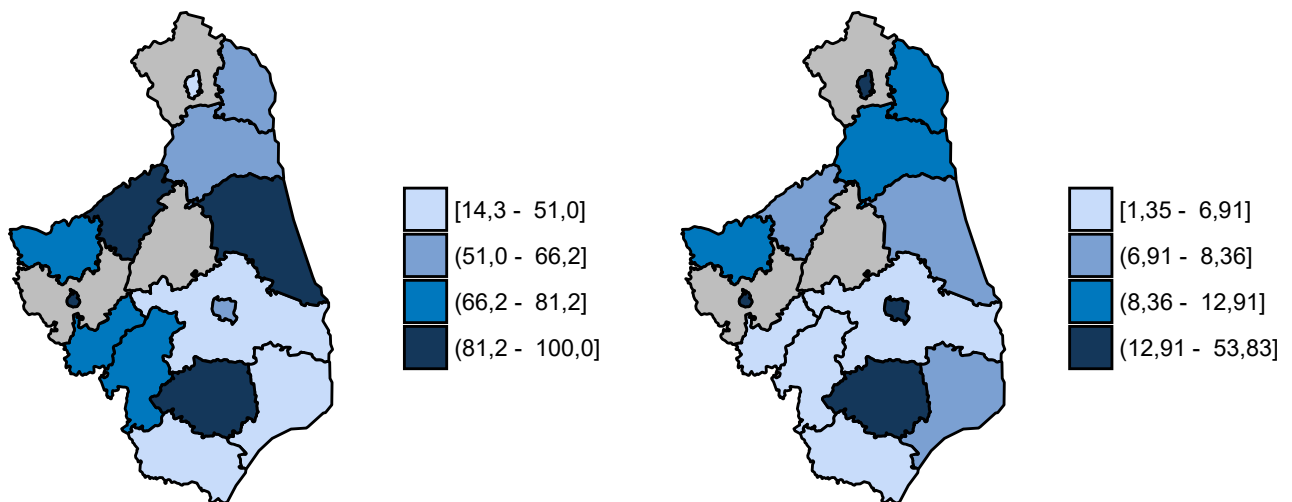 [14,3 - 51,0]
(51,0 - 66,2]
(66,2 - 81,2]
(81,2 - 100,0]
[1,35 - 6,91]
(6,91 - 8,36]
(8,36 - 12,91]
(12,91 - 53,83]